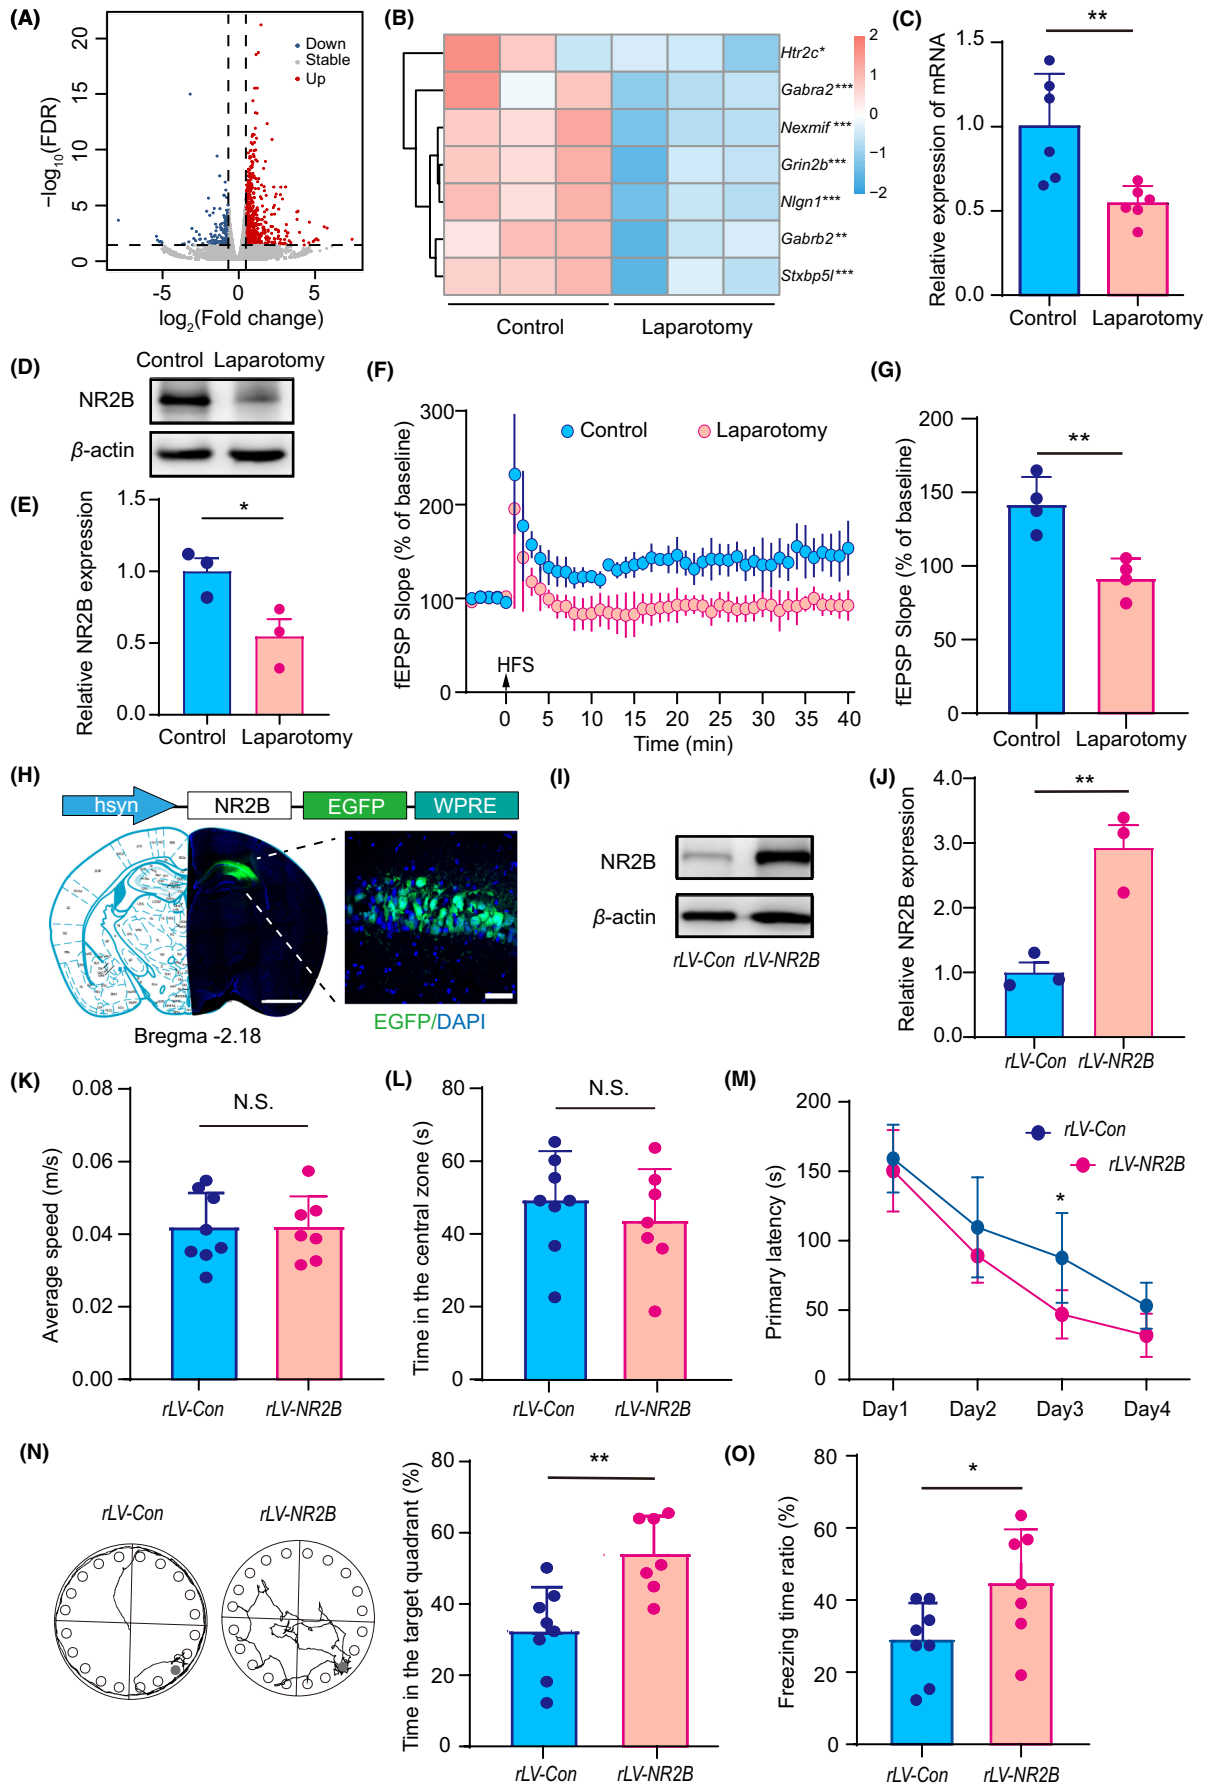 (A)
−log10(FDR)
20
15
10
5
0
-5
0
5
log2(Fold change)
Down
Stable
Up
(B)
Htr2c*
Gabra2***
Nexmif***
Grin2b***
Nlgn1***
Gabrb2**
Stxbp5l***
2
1
0
−1
−2
Control
Laparotomy
(C)
Relative expression of mRNA
1.5
1.0
0.5
0.0
**
Control
Laparotomy
(D)
Control Laparotomy
NR2B
β-actin
(E)
Relative NR2B expression
1.5
1.0
0.5
0.0
*
Control
Laparotomy
(F)
fEPSP Slope (% of baseline)
300
200
100
0
Control
Laparotomy
HFS
0 5 10 15 20 25 30 35 40
Time (min)
(G)
fEPSP Slope (% of baseline)
200
150
100
50
0
**
Control
Laparotomy
(H)
hsyn
NR2B
EGFP
WPRE
Bregma -2.18
EGFP/DAPI
(I)
NR2B
β-actin
rLV-Con rLV-NR2B
(J)
Relative NR2B expression
4.0
3.0
2.0
1.0
0.0
**
rLV-Con
rLV-NR2B
(K)
Average speed (m/s)
0.08
0.06
0.04
0.02
0.00
N.S.
rLV-Con
rLV-NR2B
(L)
Time in the central zone (s)
80
60
40
20
0
N.S.
rLV-Con
rLV-NR2B
(M)
Primary latency (s)
200
150
100
50
0
rLV-Con
rLV-NR2B
*
Day1 Day2 Day3 Day4
(N)
rLV-Con
rLV-NR2B
Time in the target quadrant (%)
80
60
40
20
0
**
rLV-Con
rLV-NR2B
(O)
Freezing time ratio (%)
80
60
40
20
0
*
rLV-Con
rLV-NR2B